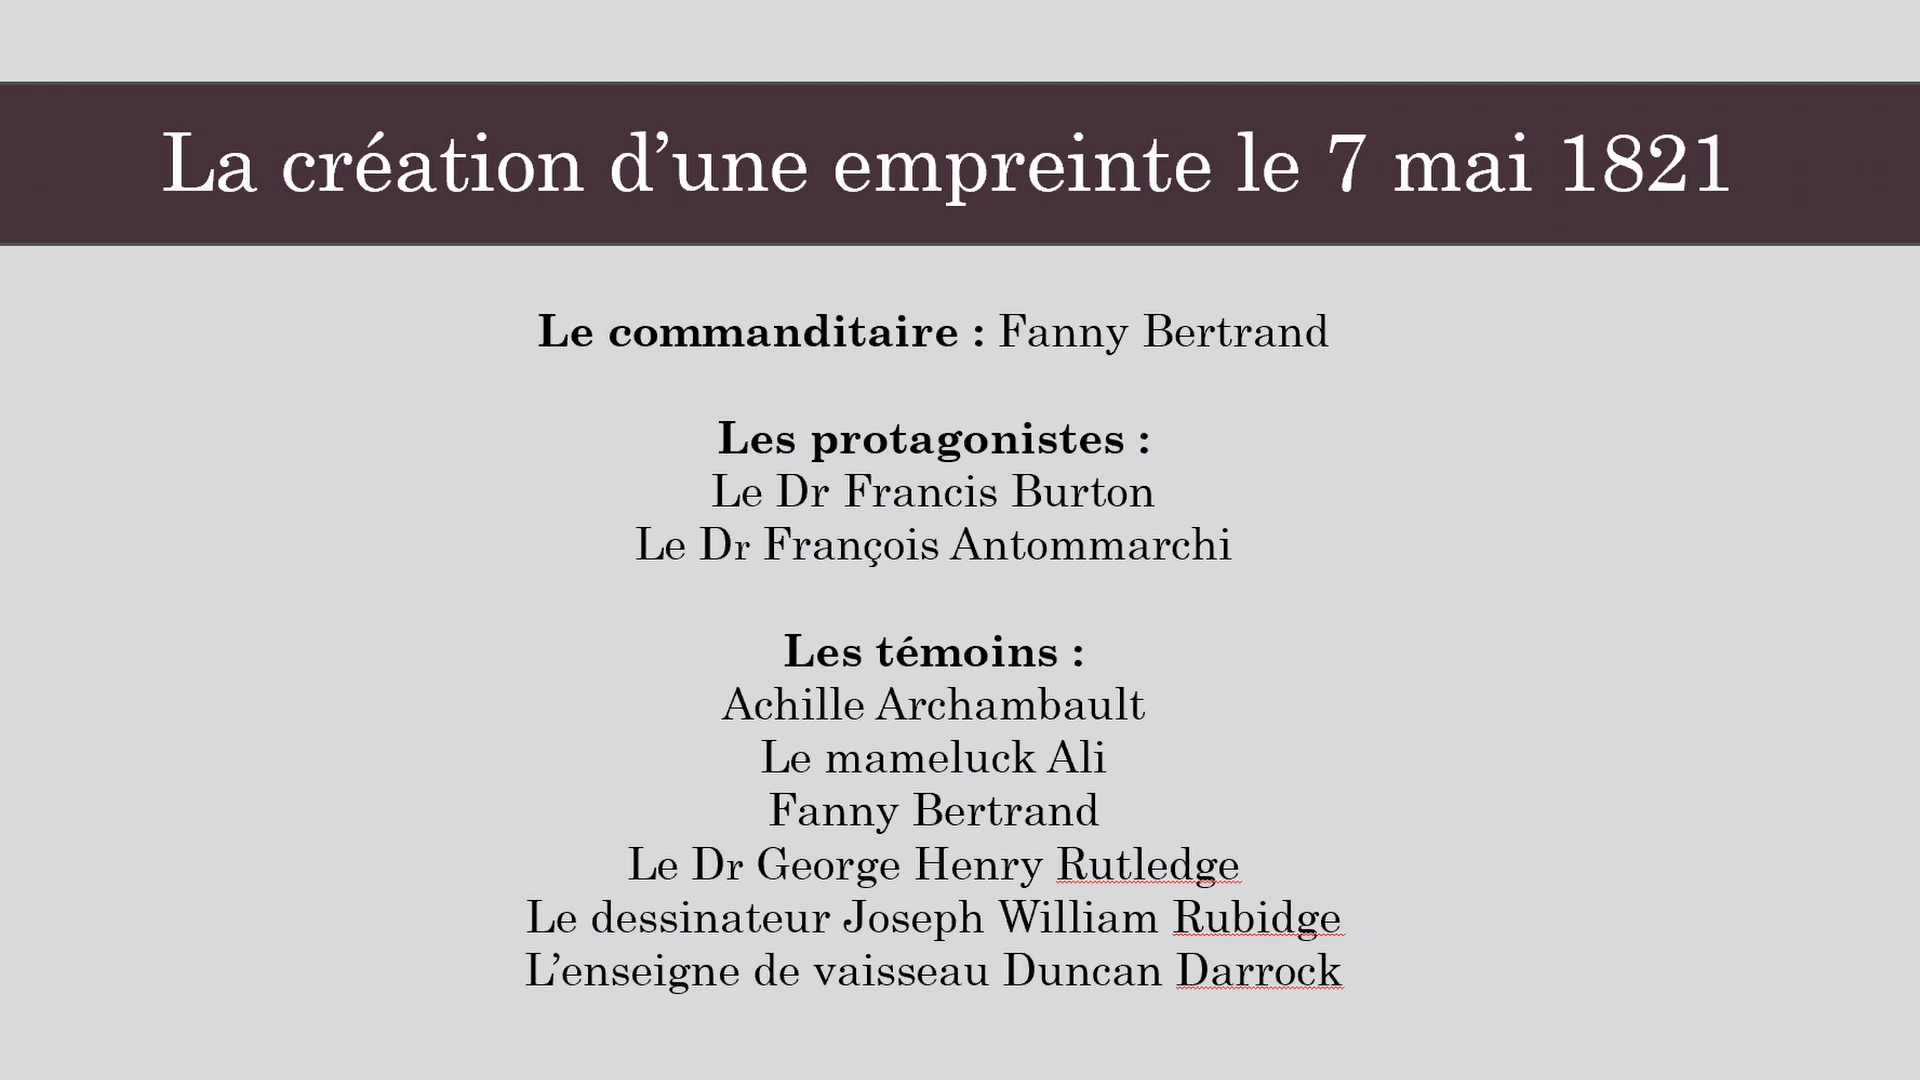 La création d’une empreinte le 7 mai 1821
Le commanditaire : Fanny Bertrand
Les protagonistes :
Le Dr Francis Burton
Le Dr François Antommarchi
Les témoins :
Achille Archambault
Le mameluck Ali
Fanny Bertrand
Le Dr George Henry Rutledge
Le dessinateur Joseph William Rubidge
L’enseigne de vaisseau Duncan Darrock